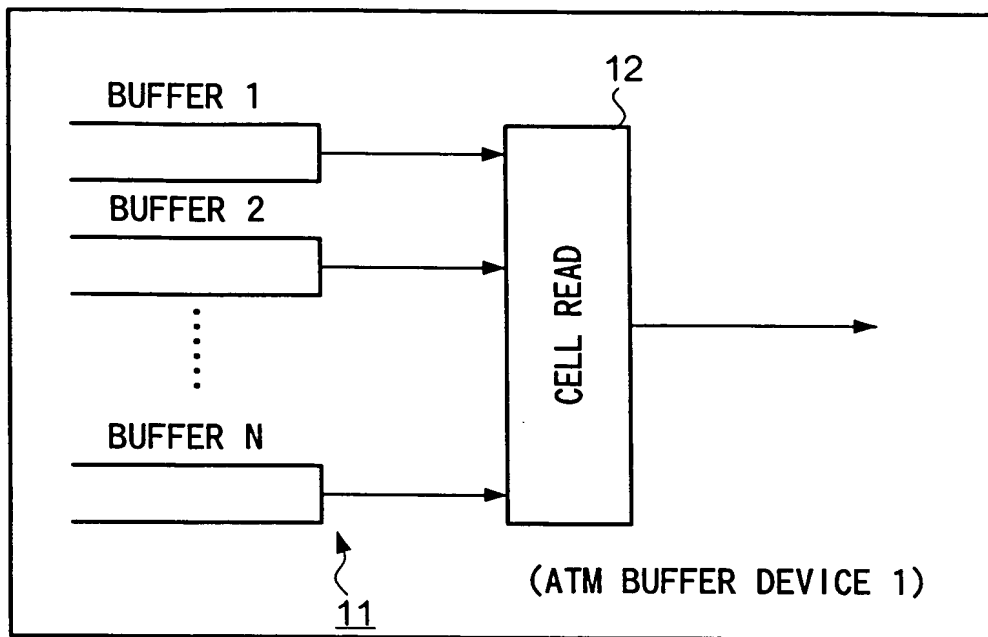 12
BUFFER 1
BUFFER 2
BUFFER N
CELL READ
(ATM BUFFER DEVICE 1)
11